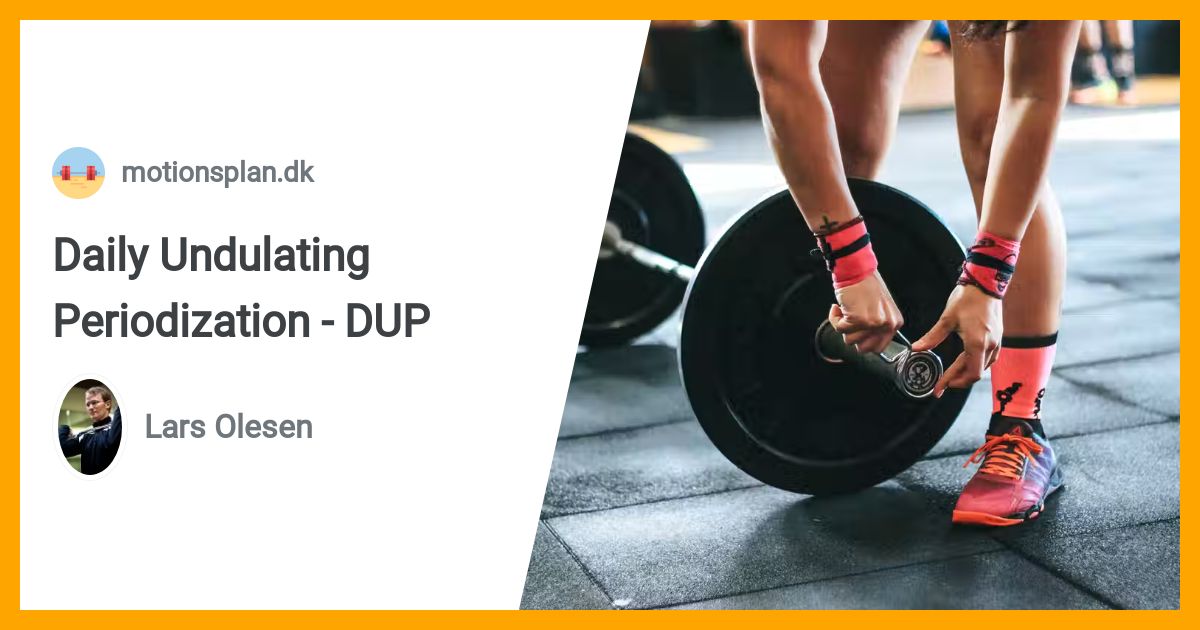 motionsplan.dk
Daily Undulating
Periodization - DUP
Lars Olesen